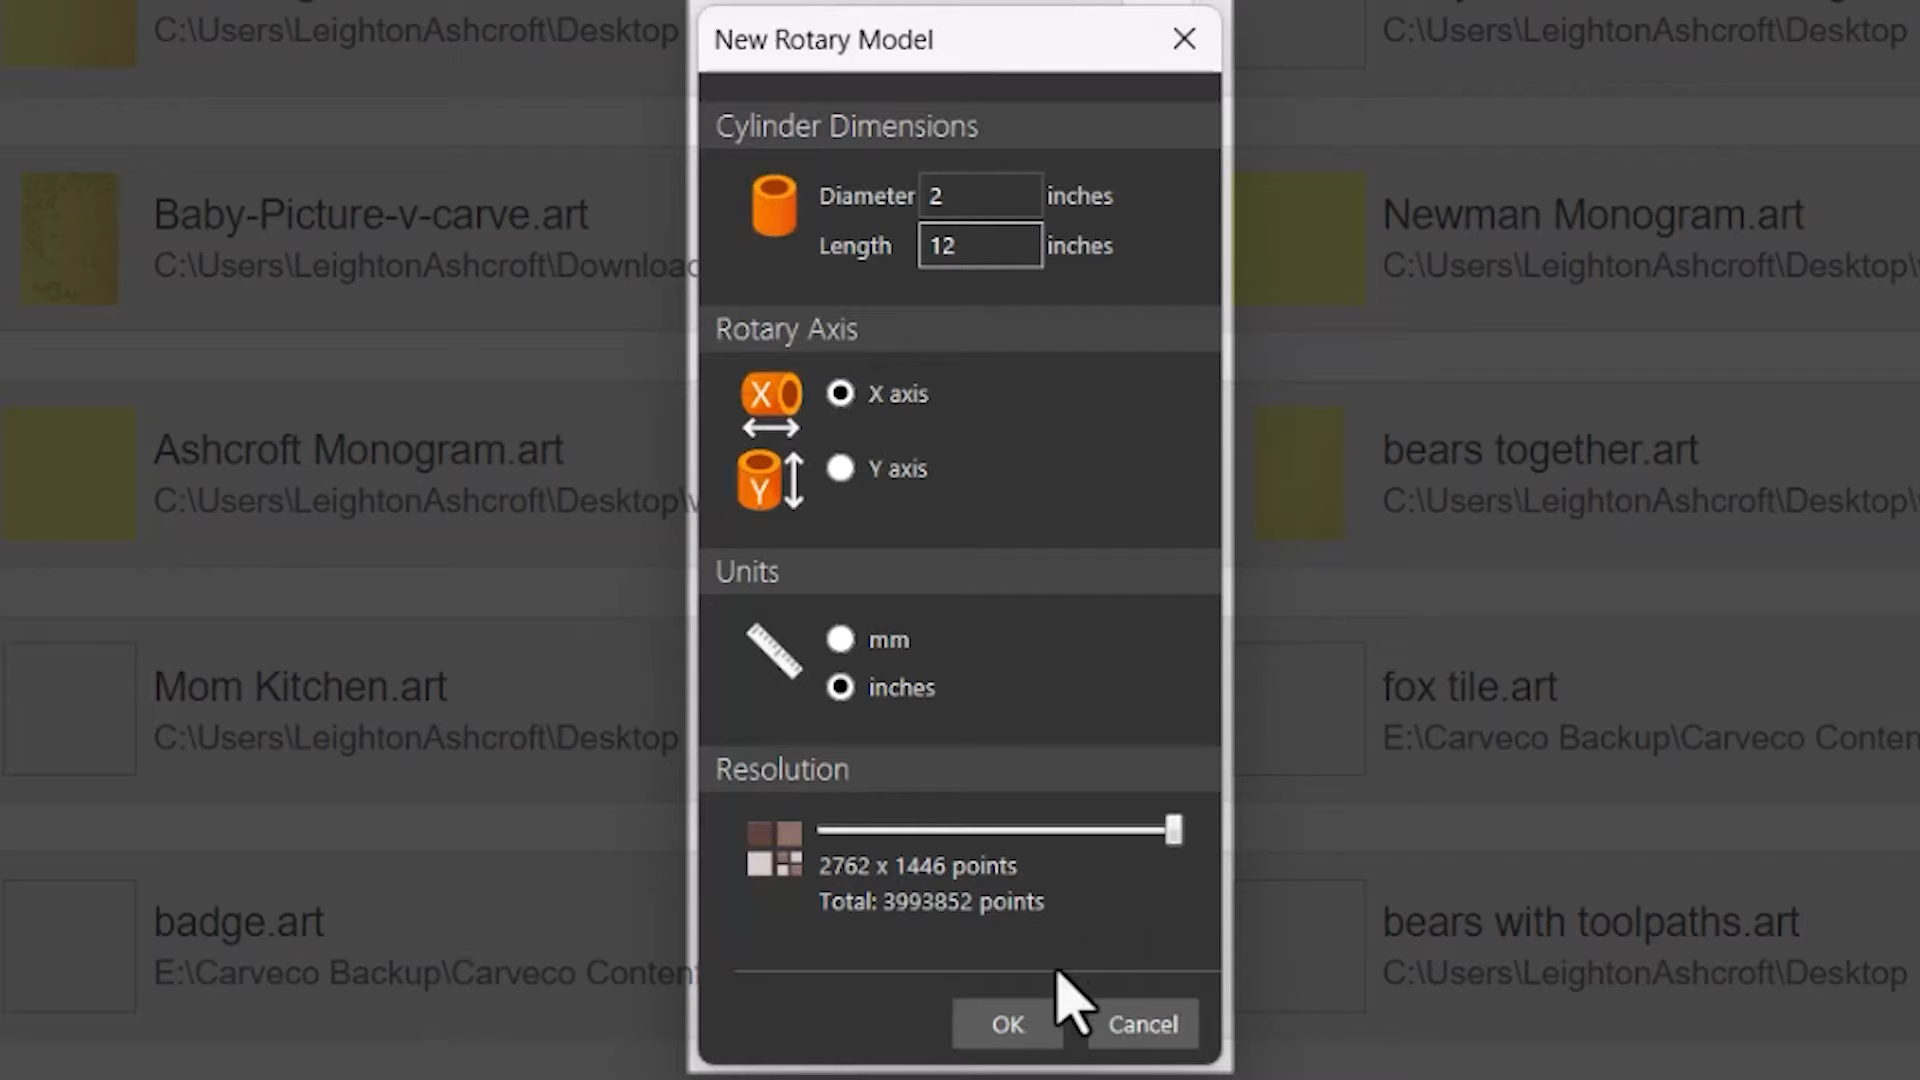 C:\Users\LeightonAshcroft\Desktop
Baby-Picture-v-carve.art
C:\Users\LeightonAshcroft\Downloac
Ashcroft Monogram.art
C:\Users\LeightonAshcroft\Desktop\v
Mom Kitchen.art
C:\Users\LeightonAshcroft\Desktop
badge.art
E:\Carveco Backup\Carveco Content
New Rotary Model
Cylinder Dimensions
Diameter 2 inches
Length 12 inches
Rotary Axis
X
X axis
Y
Y axis
Units
mm
inches
Resolution
2762 x 1446 points
Total: 3993852 points
OK
Cancel
C:\Users\LeightonAshcroft\Desktop
Newman Monogram.art
C:\Users\LeightonAshcroft\Desktop\
bears together.art
C:\Users\LeightonAshcroft\Desktop\
fox tile.art
E:\Carveco Backup\Carveco Conten
bears with toolpaths.art
C:\Users\LeightonAshcroft\Desktop